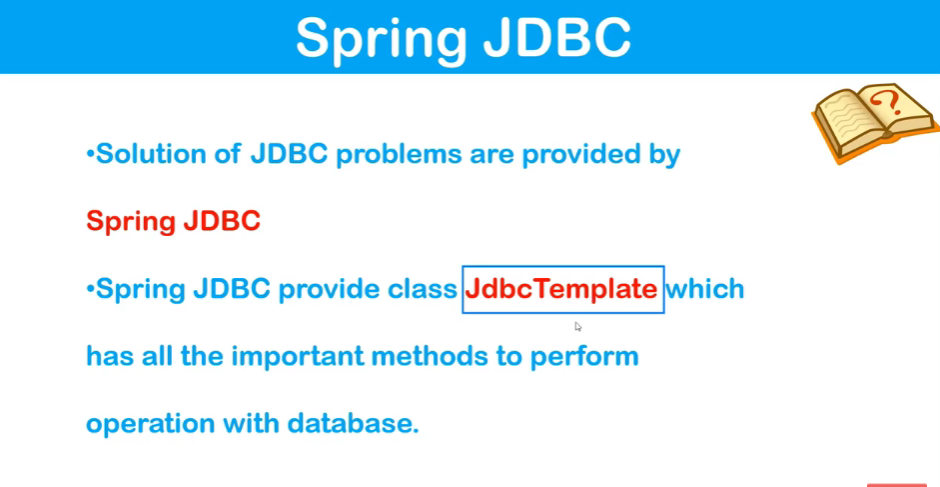 Spring JDBC
•Solution of JDBC problems are provided by
Spring JDBC
•Spring JDBC provide class JdbcTemplate which
has all the important methods to perform
operation with database.
?